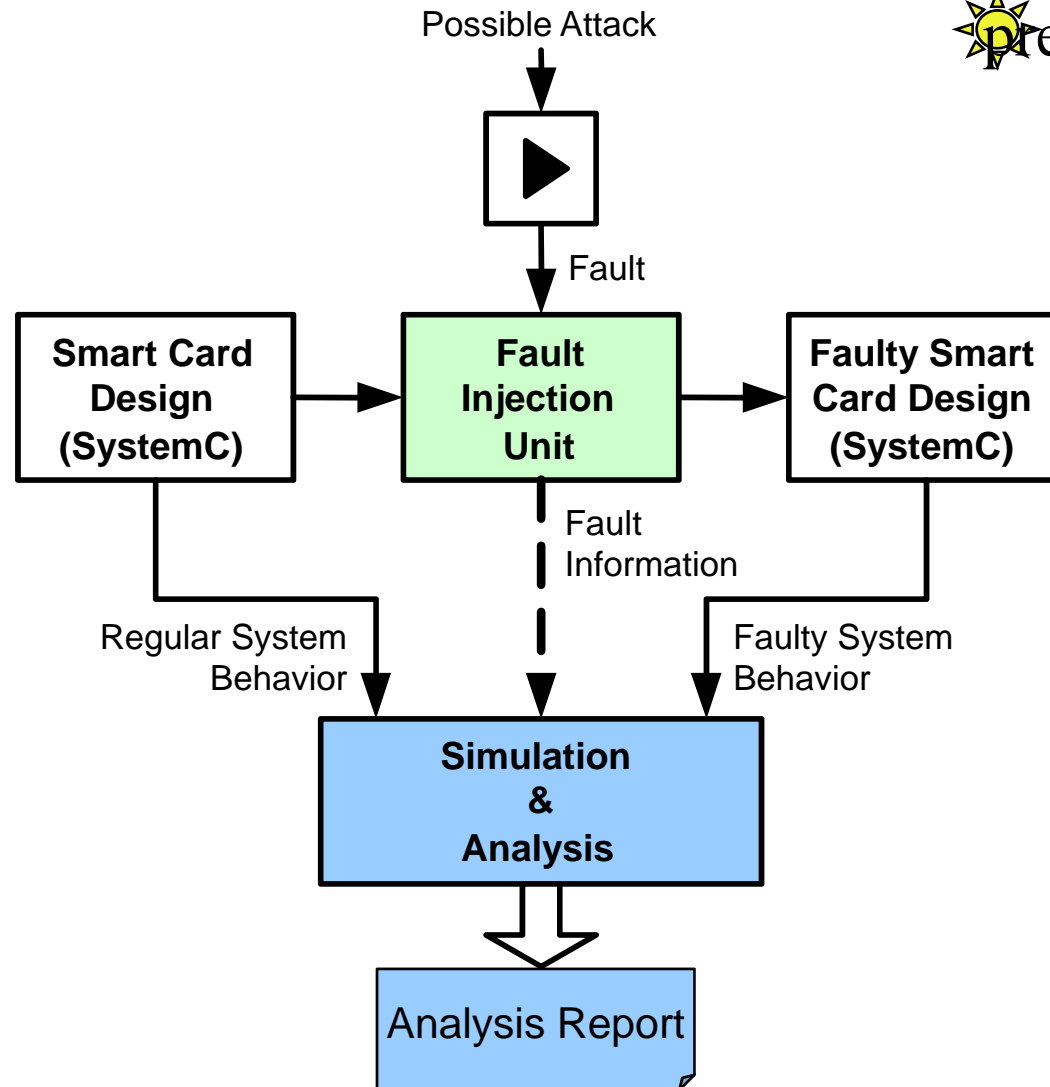 Possible Attack
Fault
Smart Card
Design
(SystemC)
Fault
Injection
Unit
Faulty Smart
Card Design
(SystemC)
Fault
Information
Regular System
Behavior
Faulty System
Behavior
Simulation
&
Analysis
Analysis Report